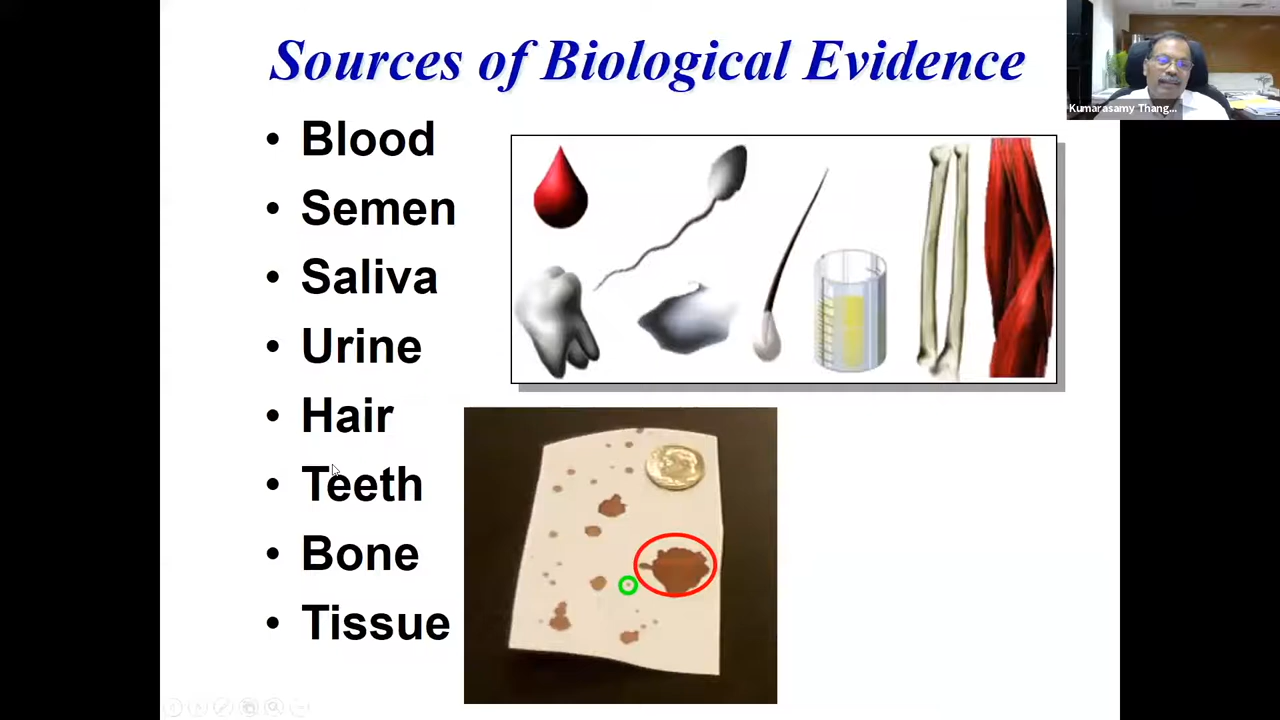 Sources of Biological Evidence
Kumarasamy Thang...
• Blood
• Semen
• Saliva
• Urine
• Hair
• Teeth
• Bone
• Tissue